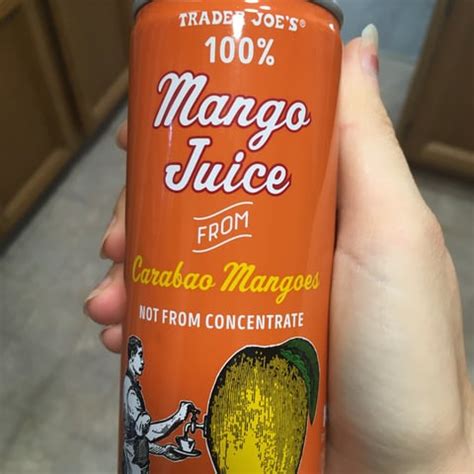 TRADER JOE'S®
100%
Mango
Juice
FROM
Carabao Mangoes
NOT FROM CONCENTRATE